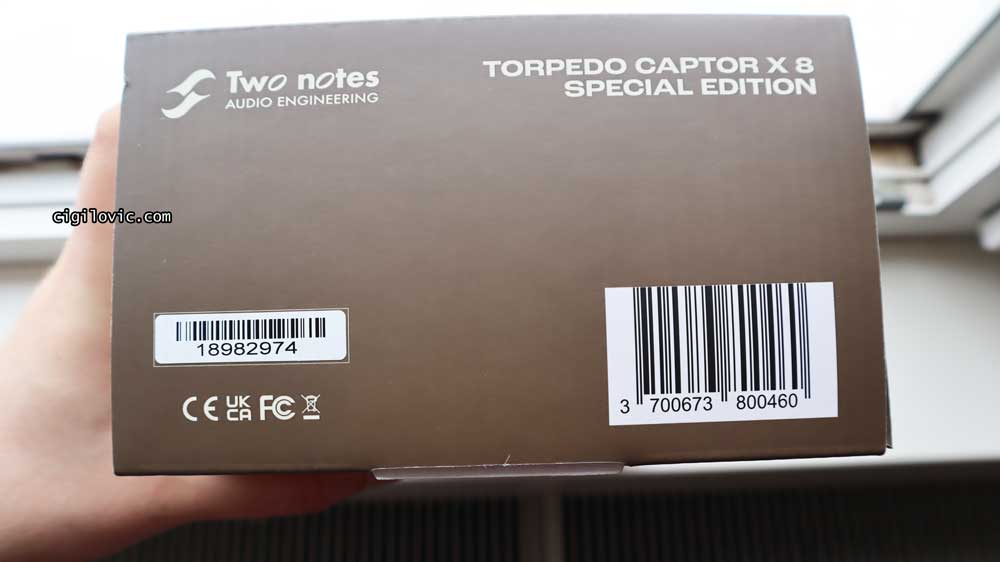 Two notes
AUDIO ENGINEERING
TORPEDO CAPTOR X 8
SPECIAL EDITION
cigilovic.com
18982974
CE UK CA FC
3 700673 800460